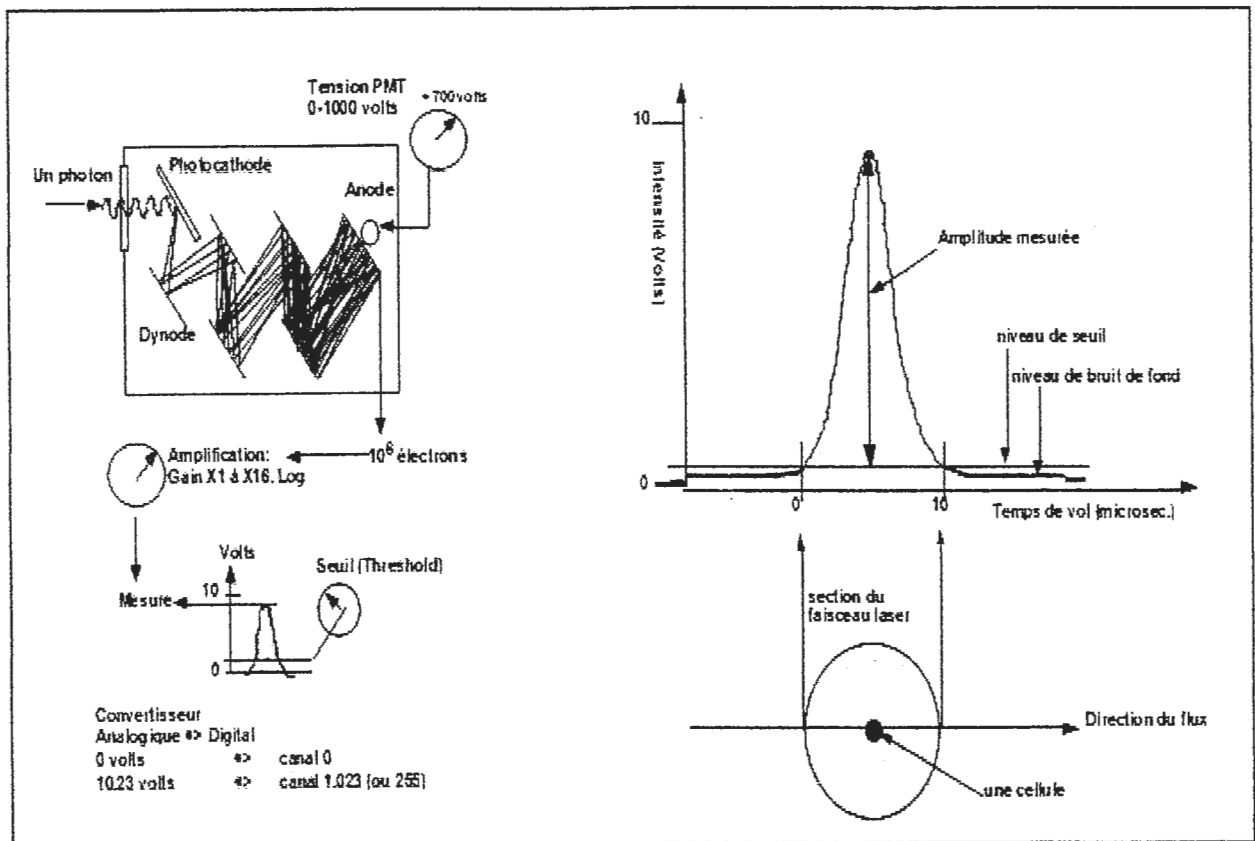 Tension PMT
0-1000 volts
+700volts
Un photon
Photocathode
Anode
Dynode
Amplification:
Gain X1 à X16. Log
10⁶ électrons
Volts
10
0
Mesure
Seuil (Threshold)
Convertisseur
Analogique => Digital
0 volts => canal 0
10.23 volts => canal 1.023 (ou 255)
10
Intensité (Volts)
Amplitude mesurée
niveau de seuil
niveau de bruit de fond
0
0
10
Temps de vol (microsec.)
section du
faisceau laser
Direction du flux
une cellule